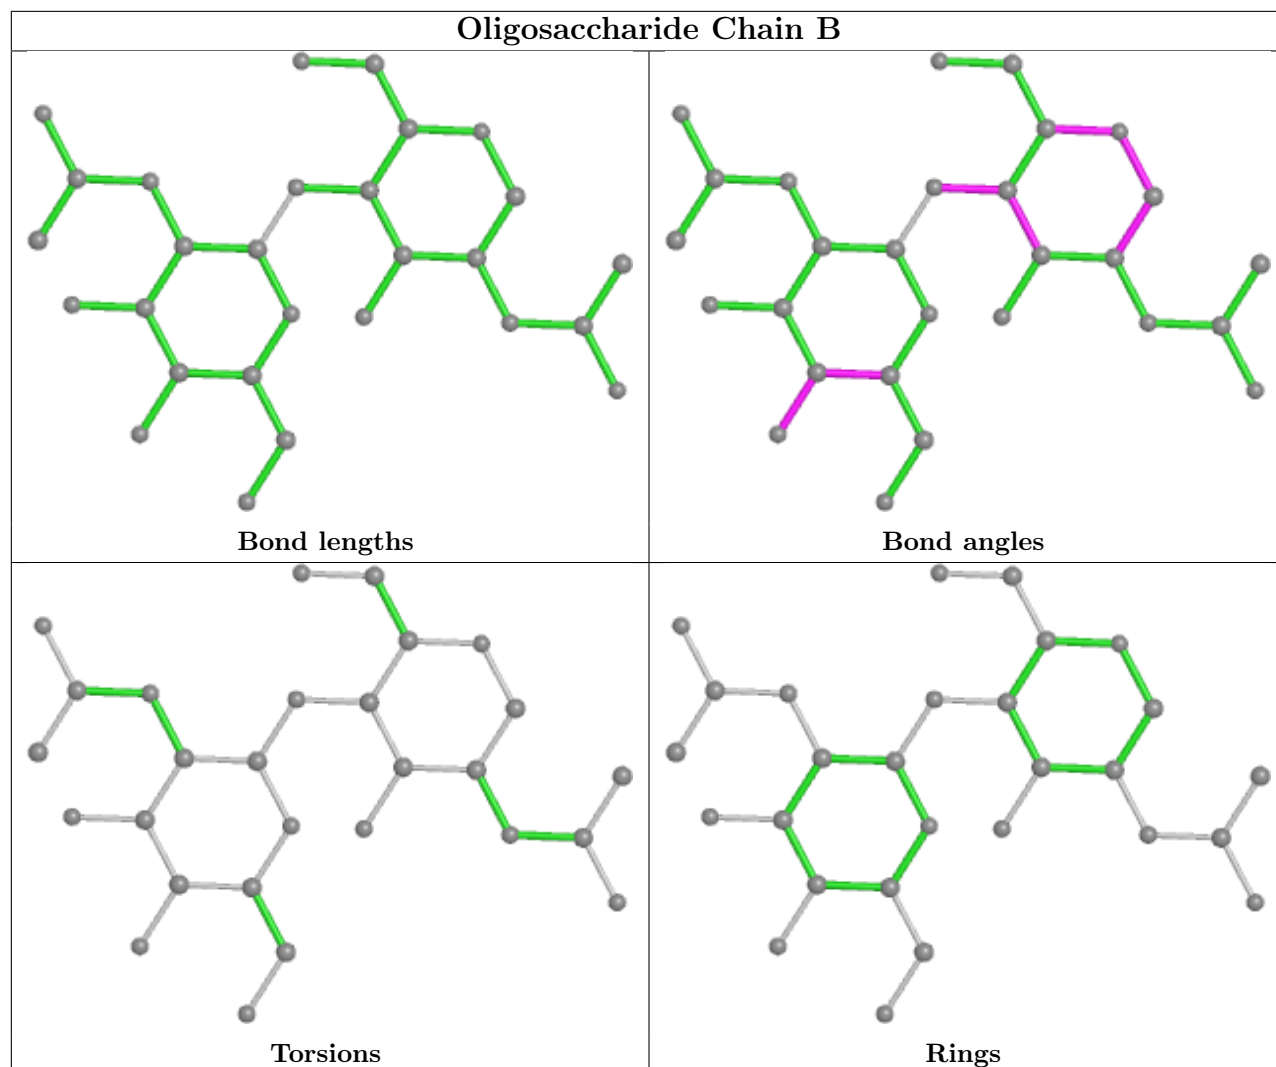 Oligosaccharide Chain B
Bond lengths
Bond angles
Torsions
Rings